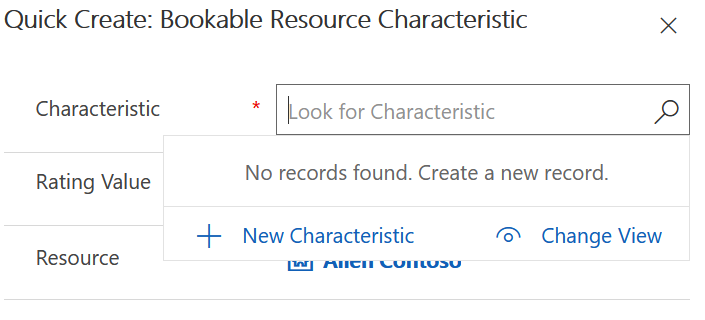 Quick Create: Bookable Resource Characteristic
Characteristic * Look for Characteristic
No records found. Create a new record.
Rating Value
New Characteristic Change View
Resource Allen Contoso